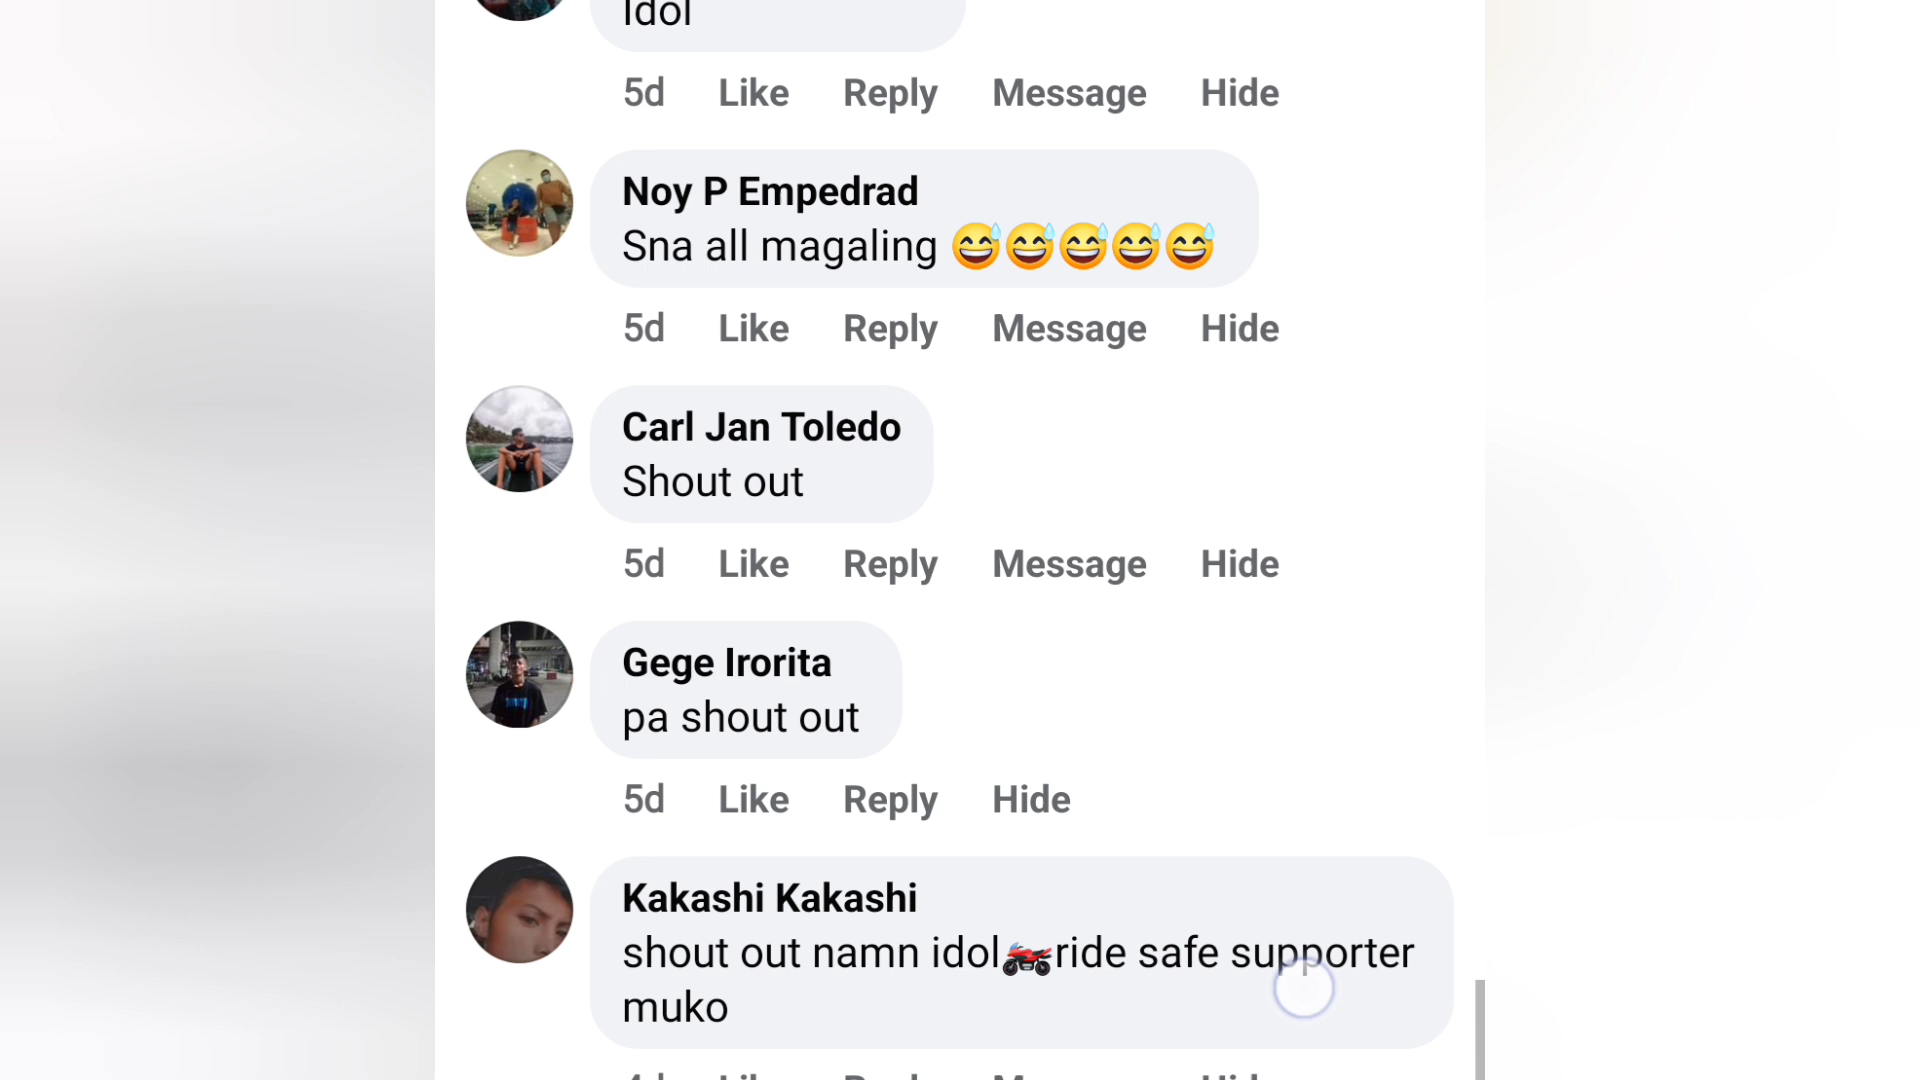 Idol
5d Like Reply Message Hide
Noy P Empedrad
Sna all magaling 😅😅😅😅😅
5d Like Reply Message Hide
Carl Jan Toledo
Shout out
5d Like Reply Message Hide
Gege Irorita
pa shout out
5d Like Reply Hide
Kakashi Kakashi
shout out namn idol🏍️ride safe supporter
muko